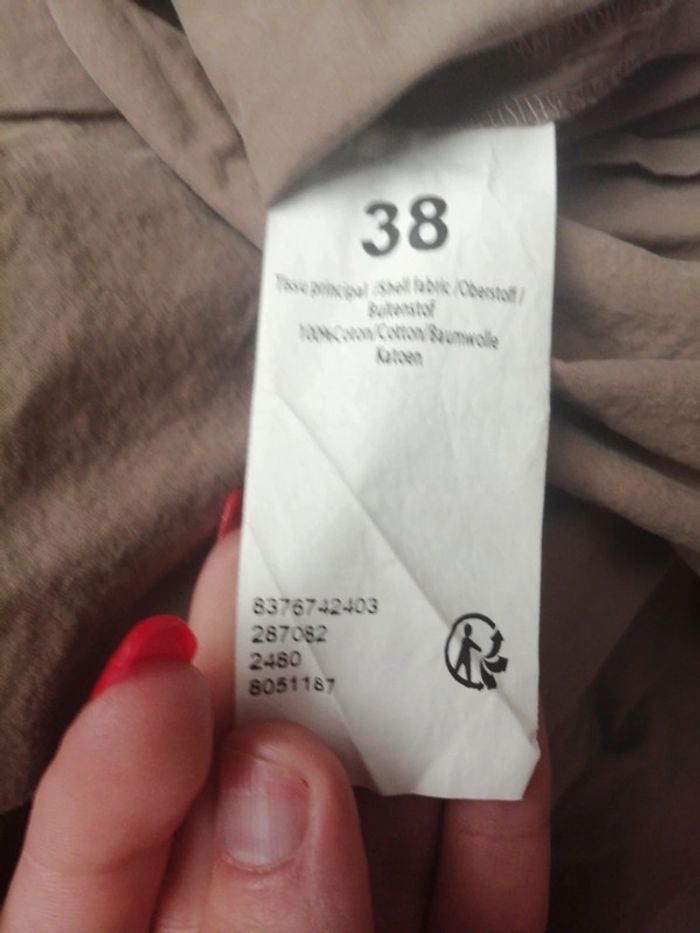 38
Tissu principal /Shell fabric /Oberstoff /
Buitenstof
100%Coton/Cotton/Baumwolle
Katoen
8376742403
287082
2480
8051187